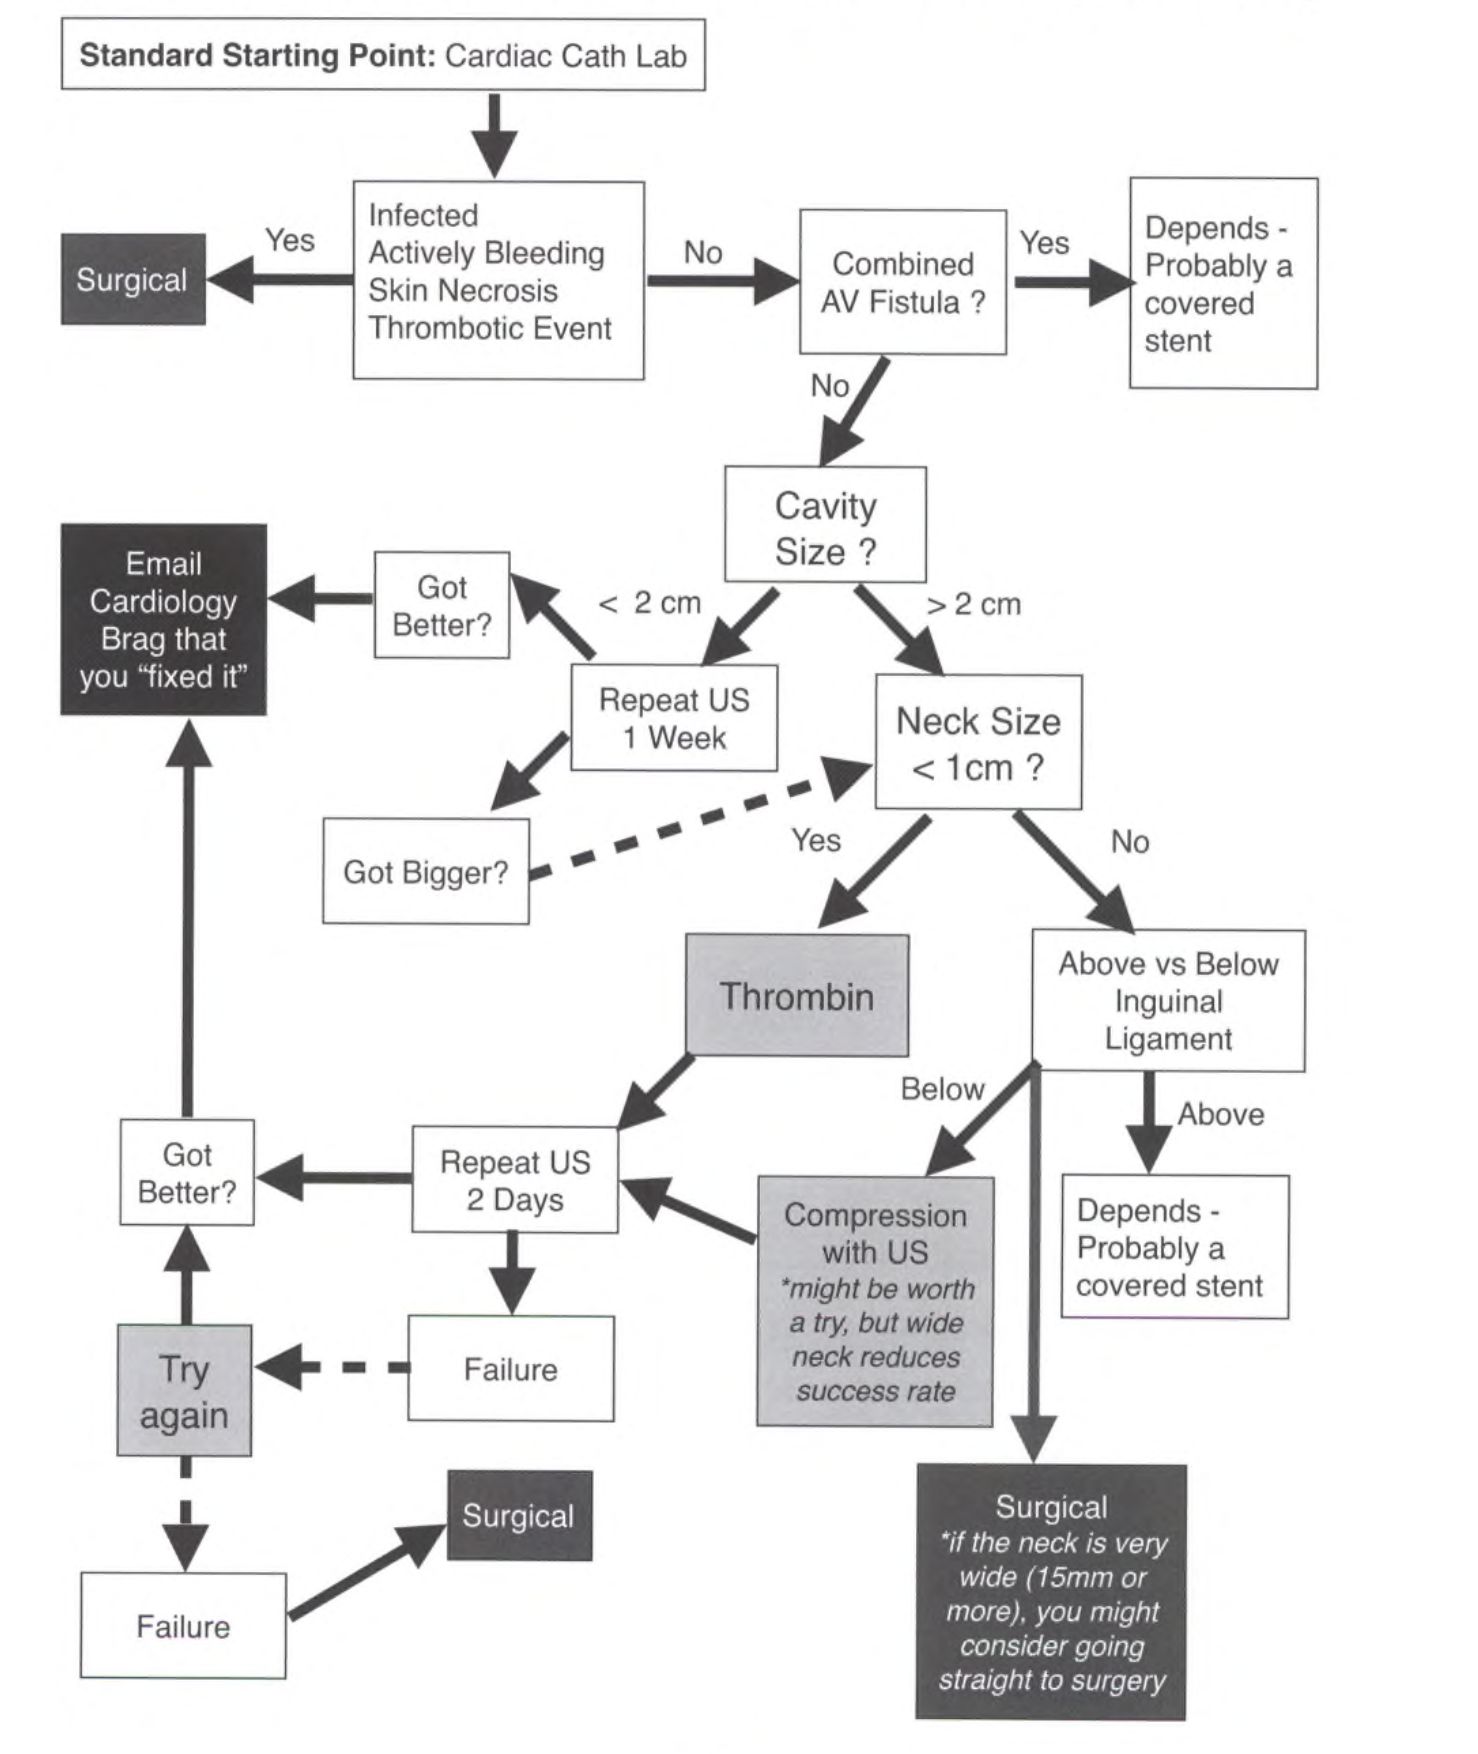 Standard Starting Point: Cardiac Cath Lab
Infected
Actively Bleeding
Skin Necrosis
Thrombotic Event
Yes
Surgical
No
Combined
AV Fistula ?
Yes
Depends -
Probably a
covered
stent
No
Cavity
Size ?
< 2 cm
> 2 cm
Repeat US
1 Week
Got
Better?
Email
Cardiology
Brag that
you “fixed it”
Got Bigger?
Neck Size
< 1cm ?
Yes
No
Thrombin
Above vs Below
Inguinal
Ligament
Below
Above
Depends -
Probably a
covered stent
Compression
with US
*might be worth
a try, but wide
neck reduces
success rate
Repeat US
2 Days
Got
Better?
Failure
Try
again
Failure
Surgical
Surgical
*if the neck is very
wide (15mm or
more), you might
consider going
straight to surgery